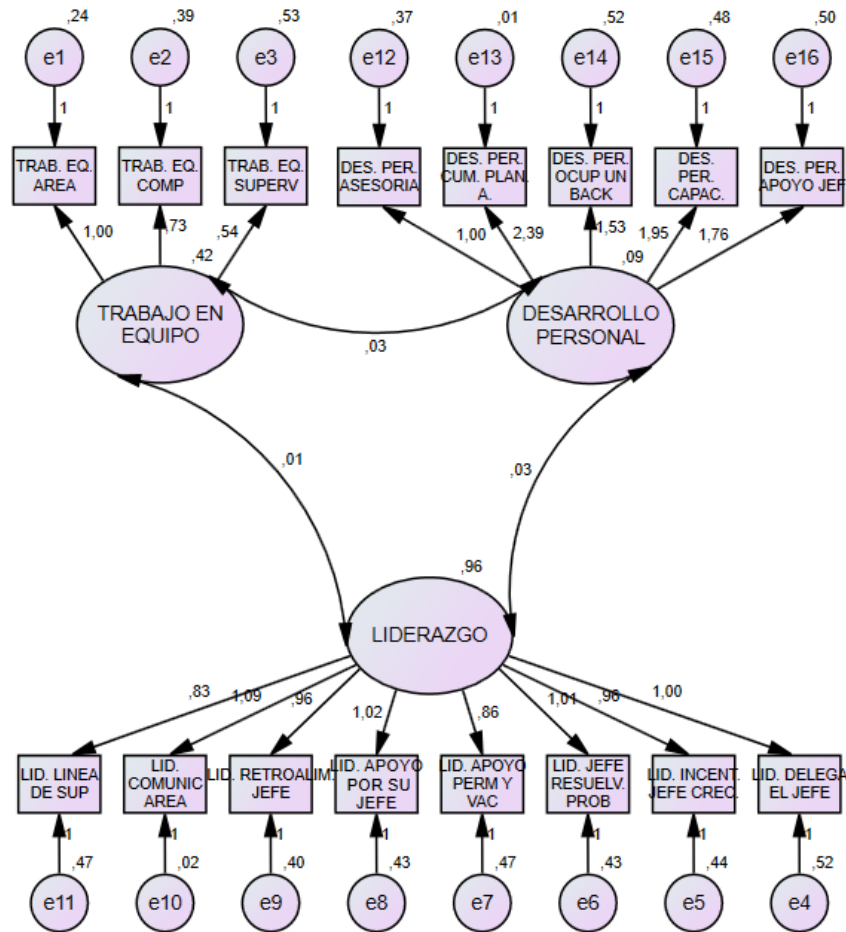 ,24 ,39 ,53 ,37 ,01 ,52 ,48 ,50
e1 e2 e3 e12 e13 e14 e15 e16
1 1 1 1 1 1 1 1
TRAB. EQ.
AREA
TRAB. EQ.
COMP
TRAB. EQ.
SUPERV
DES. PER.
ASESORIA
DES. PER.
CUM. PLAN.
A.
DES. PER.
OCUP UN
BACK
DES.
PER.
CAPAC.
DES. PER.
APOYO JEF
1,00 ,73 ,54 1,00 2,39 1,53 1,95 1,76
,42 ,09
TRABAJO EN
EQUIPO
DESARROLLO
PERSONAL
,03
,01 ,03
,96
LIDERAZGO
,83 1,09 ,96 1,02 ,86 1,01 ,96 1,00
LID. LINEA
DE SUP
LID.
COMUNIC
AREA
LID. RETROALIM.
JEFE
LID. APOYO
POR SU
JEFE
LID. APOYO
PERM Y
VAC
LID. JEFE
RESUELV.
PROB
LID. INCENT.
JEFE CREC.
LID. DELEGA
EL JEFE
1 1 1 1 1 1 1 1
,47 ,02 ,40 ,43 ,47 ,43 ,44 ,52
e11 e10 e9 e8 e7 e6 e5 e4